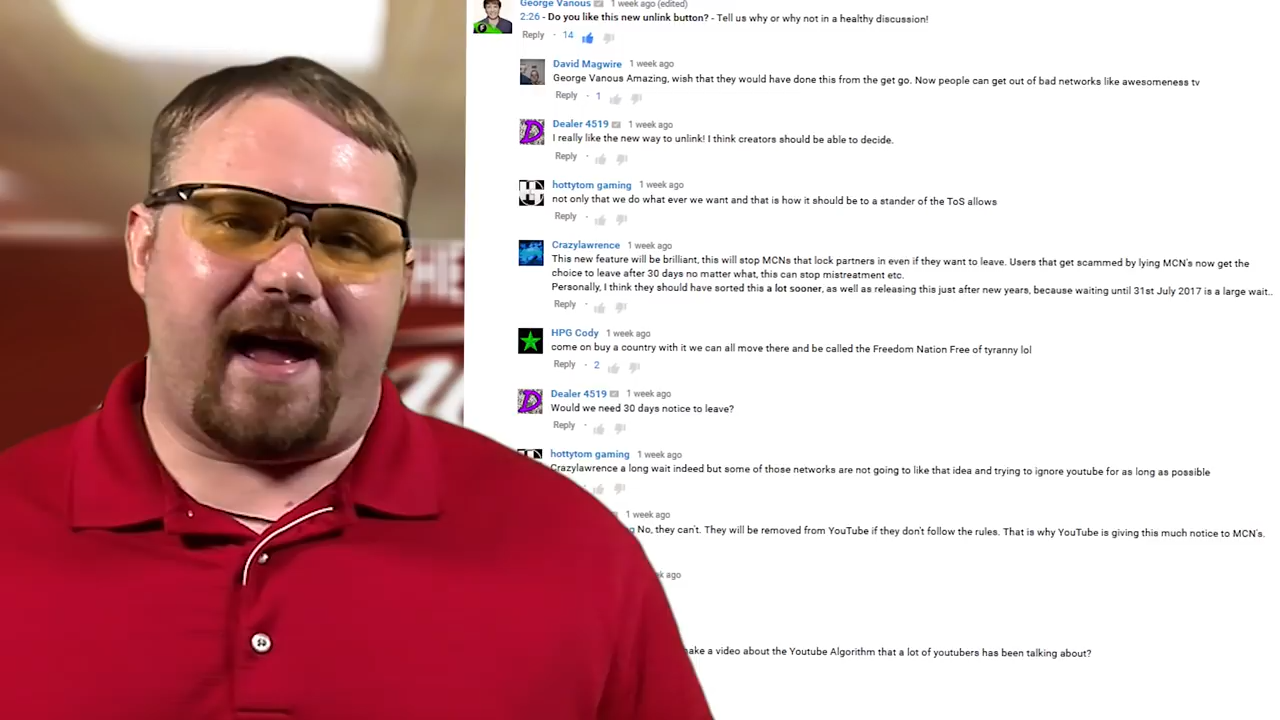 George Vanous 1 week ago (edited)
2:26 - Do you like this new unlink button? - Tell us why or why not in a healthy discussion!
Reply · 14
David Magwire 1 week ago
George Vanous Amazing, wish that they would have done this from the get go. Now people can get out of bad networks like awesomeness tv
Reply · 1
Dealer 4519 1 week ago
I really like the new way to unlink! I think creators should be able to decide.
Reply ·
hottytom gaming 1 week ago
not only that we do what ever we want and that is how it should be to a stander of the ToS allows
Reply ·
Crazylawrence 1 week ago
This new feature will be brilliant, this will stop MCNs that lock partners in even if they want to leave. Users that get scammed by lying MCN's now get the
choice to leave after 30 days no matter what, this can stop mistreatment etc.
Personally, I think they should have sorted this a lot sooner, as well as releasing this just after new years, because waiting until 31st July 2017 is a large wait..
Reply ·
HPG Cody 1 week ago
come on buy a country with it we can all move there and be called the Freedom Nation Free of tyranny lol
Reply · 2
Dealer 4519 1 week ago
Would we need 30 days notice to leave?
Reply ·
hottytom gaming 1 week ago
Crazylawrence a long wait indeed but some of those networks are not going to like that idea and trying to ignore youtube for as long as possible
1 week ago
No, they can't. They will be removed from YouTube if they don't follow the rules. That is why YouTube is giving this much notice to MCN's.
ago
a video about the Youtube Algorithm that a lot of youtubers has been talking about?
HE